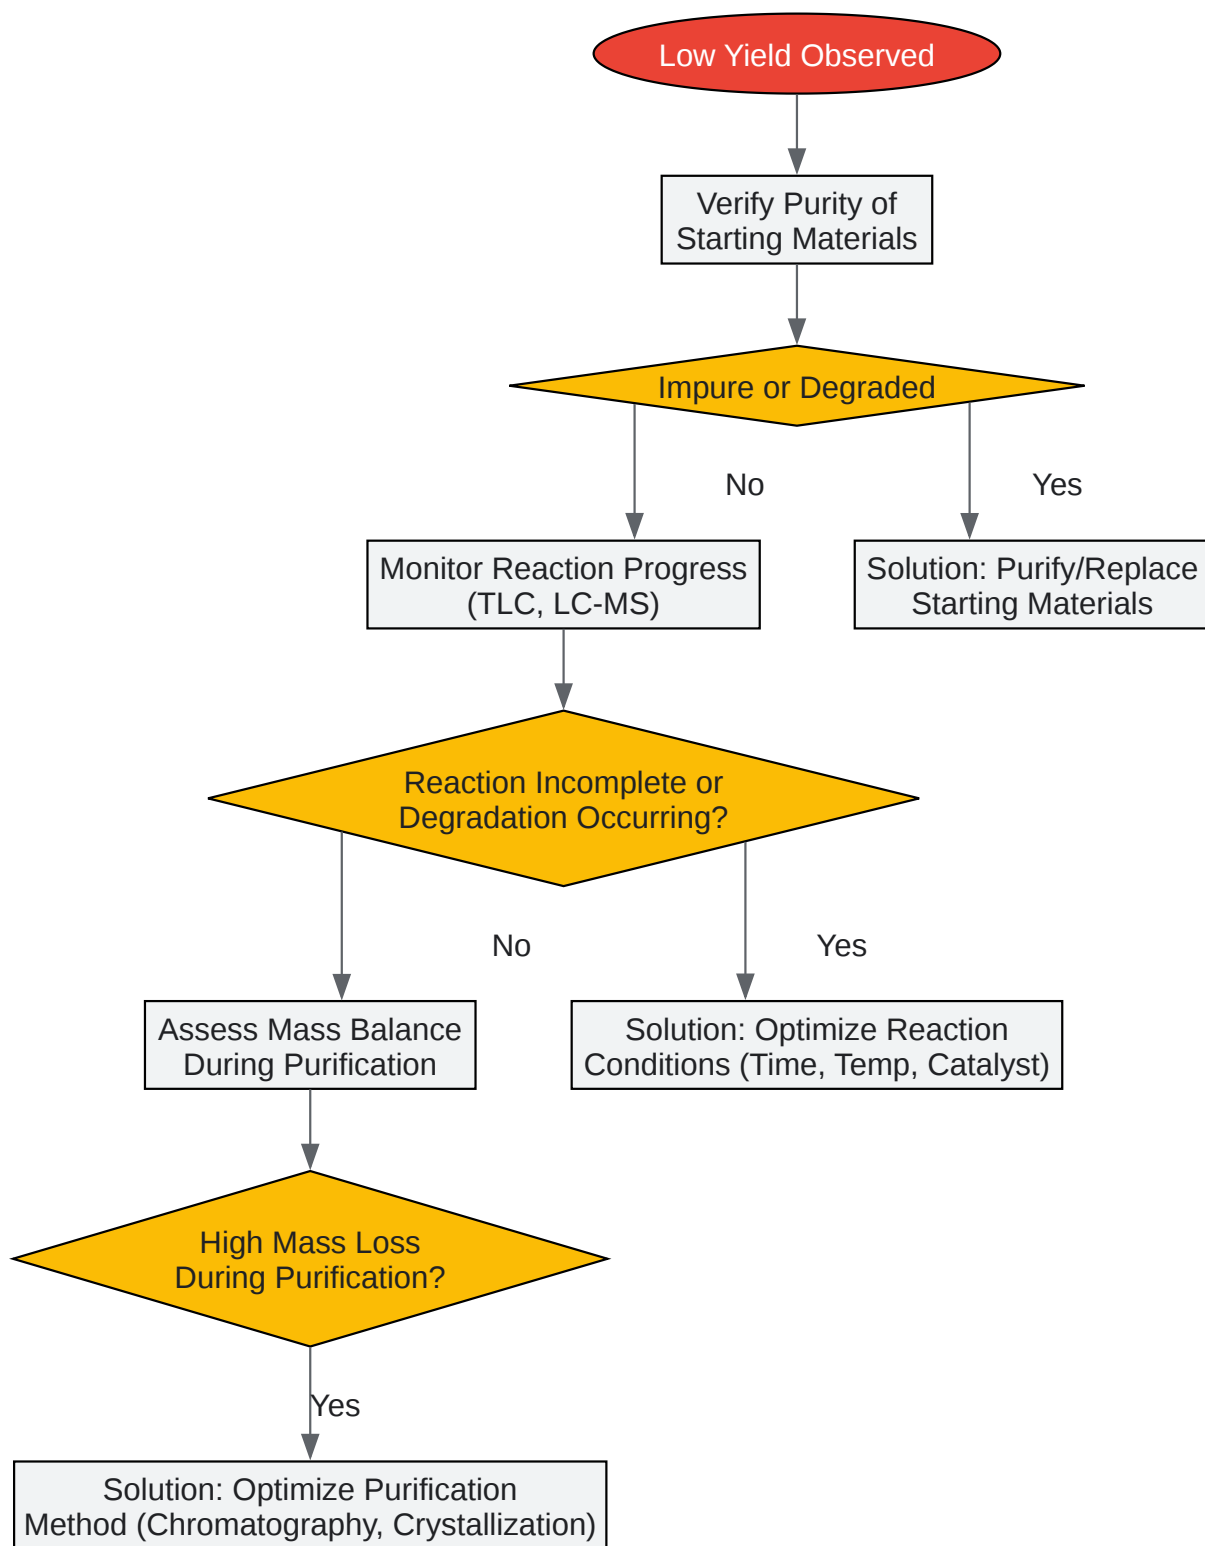 Low Yield Observed
Verify Purity of
Starting Materials
Impure or Degraded
No
Yes
Monitor Reaction Progress
(TLC, LC-MS)
Solution: Purify/Replace
Starting Materials
Reaction Incomplete or
Degradation Occurring?
No
Yes
Assess Mass Balance
During Purification
Solution: Optimize Reaction
Conditions (Time, Temp, Catalyst)
High Mass Loss
During Purification?
Yes
Solution: Optimize Purification
Method (Chromatography, Crystallization)